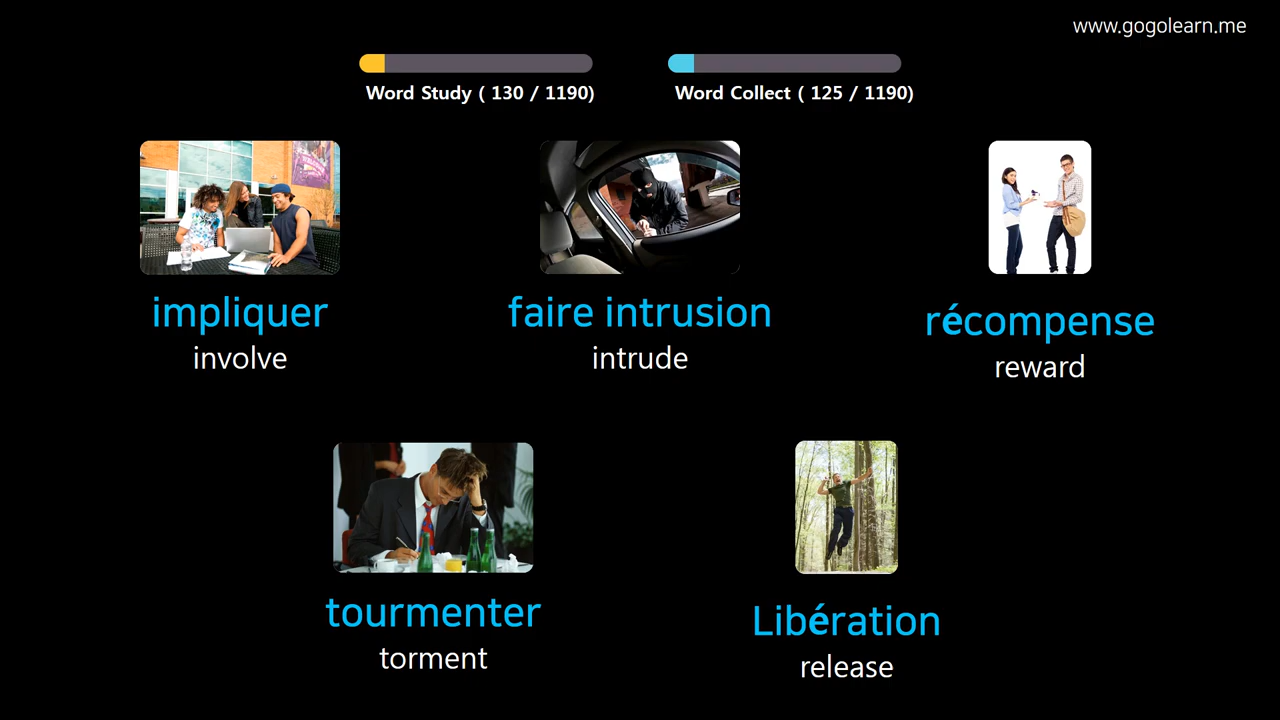 www.gogolearn.me
Word Study ( 130 / 1190)
Word Collect ( 125 / 1190)
impliquer
involve
faire intrusion
intrude
récompense
reward
tourmenter
torment
Libération
release